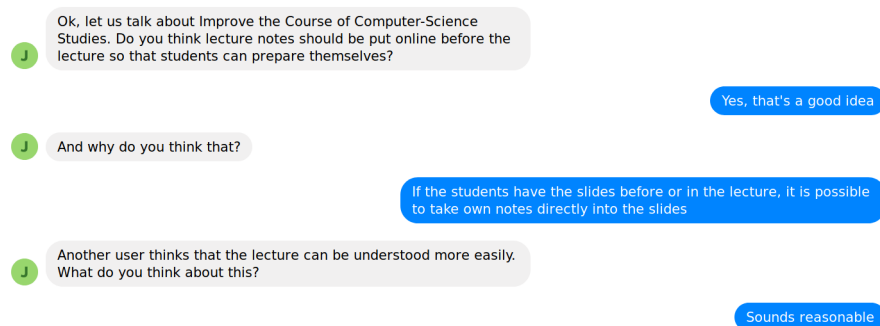 Ok, let us talk about Improve the Course of Computer-Science
Studies. Do you think lecture notes should be put online before the
lecture so that students can prepare themselves?
J
Yes, that's a good idea
J
And why do you think that?
If the students have the slides before or in the lecture, it is possible
to take own notes directly into the slides
Another user thinks that the lecture can be understood more easily.
What do you think about this?
J
Sounds reasonable